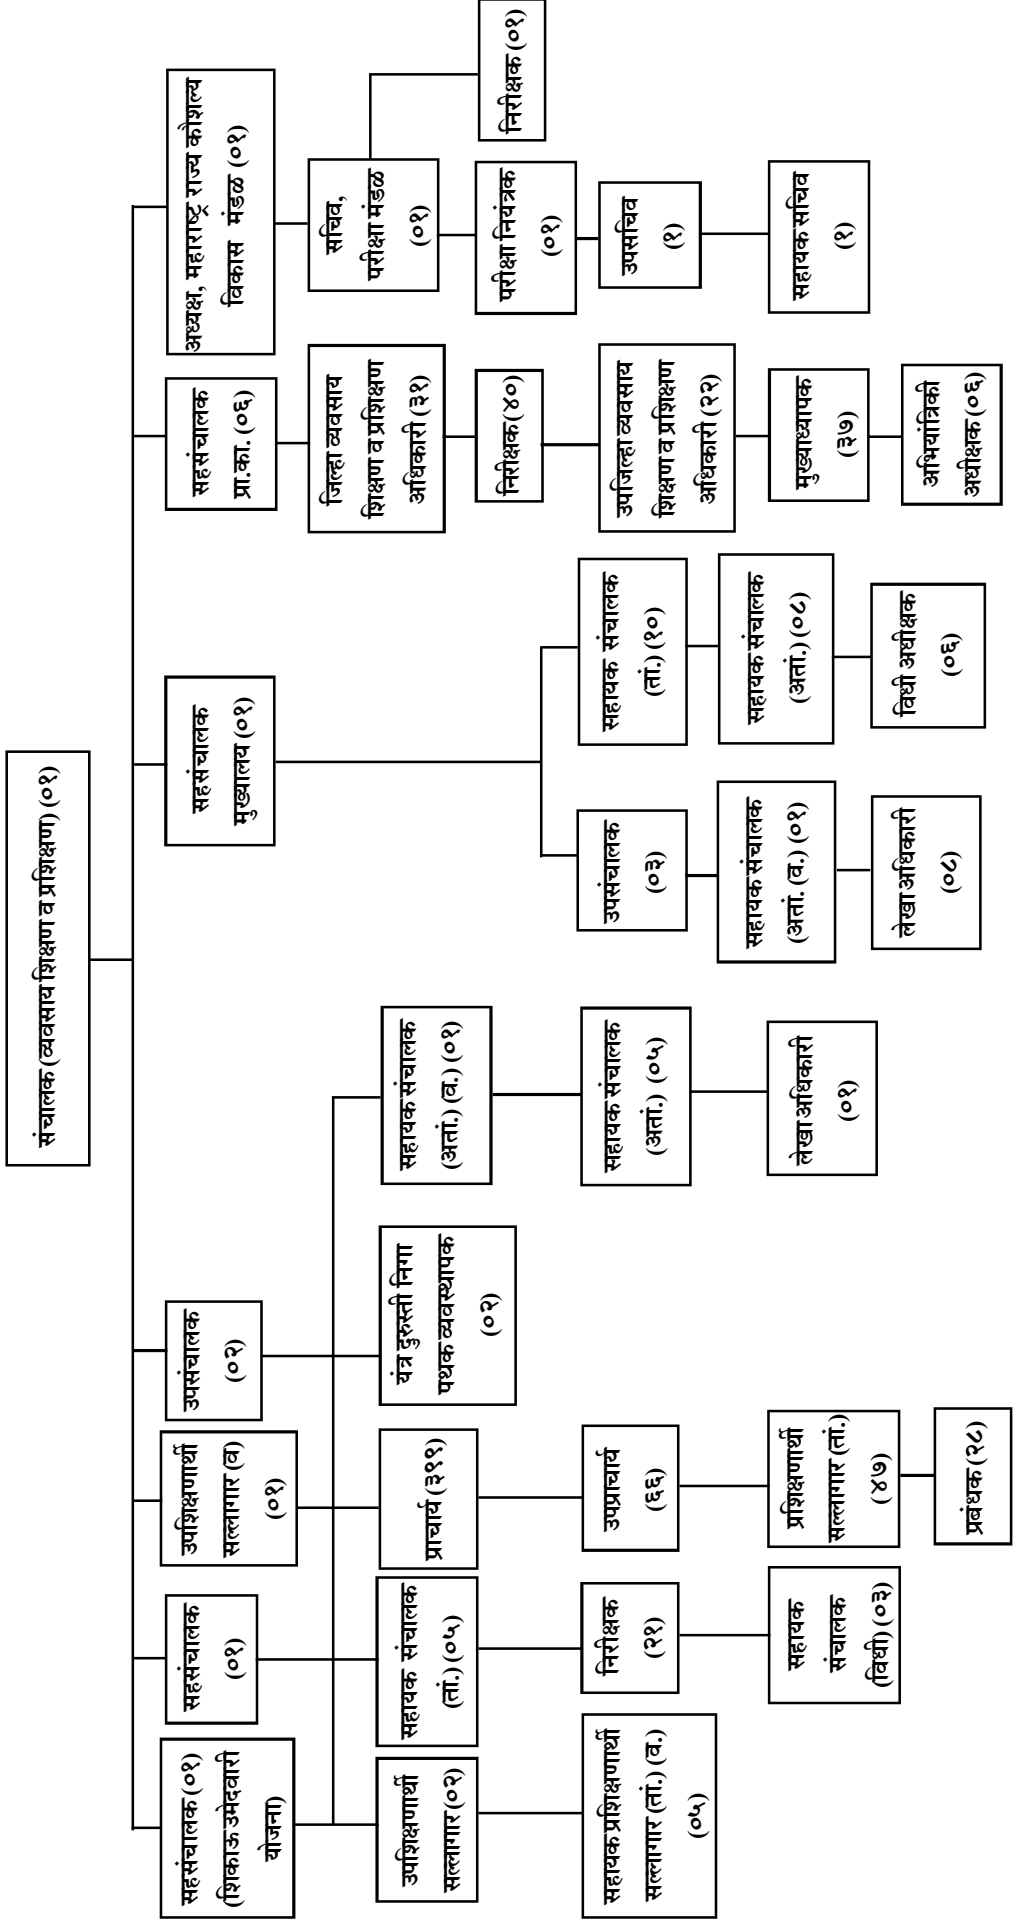 संचालक (व्यवसाय शिक्षण व प्रशिक्षण) (०१)
सहसंचालक (०१)
(शिकाऊ उमेदवारी
योजना)
सहसंचालक
(०१)
उपशिक्षणार्थी
सल्लागार (व)
(०१)
उपसंचालक
(०२)
सहसंचालक
मुख्यालय (०१)
सहसंचालक
प्रा.का. (०६)
अध्यक्ष, महाराष्ट्र राज्य कौशल्य
विकास मंडळ (०१)
उपशिक्षणार्थी
सल्लागार (०२)
सहायक संचालक
(तां.) (०५)
प्राचार्य (३९१)
यंत्र दुरुस्ती निगा
पथक व्यवस्थापक
(०२)
सहायक संचालक
(अतां.) (व.) (०१)
सहायक प्रशिक्षणार्थी
सल्लागार (तां.) (व.)
(०५)
निरीक्षक
(२१)
उपप्राचार्य
(६६)
सहायक संचालक
(अतां.) (०५)
सहायक
संचालक
(विधी) (०३)
प्रशिक्षणार्थी
सल्लागार (तां.)
(४७)
लेखा अधिकारी
(०१)
प्रबंधक (२८)
उपसंचालक
(०३)
सहायक संचालक
(तां.) (१०)
सहायक संचालक
(अतां. (व.) (०१)
सहायक संचालक
(अतां.) (०८)
लेखा अधिकारी
(०८)
विधी अधीक्षक
(०६)
जिल्हा व्यवसाय
शिक्षण व प्रशिक्षण
अधिकारी (३१)
निरीक्षक (४०)
उपजिल्हा व्यवसाय
शिक्षण व प्रशिक्षण
अधिकारी (२२)
मुख्याध्यापक
(३७)
अभियांत्रिकी
अधीक्षक (०६)
सचिव,
परीक्षा मंडळ
(०१)
निरीक्षक (०१)
परीक्षा नियंत्रक
(०१)
उपसचिव
(१)
सहायक सचिव
(१)